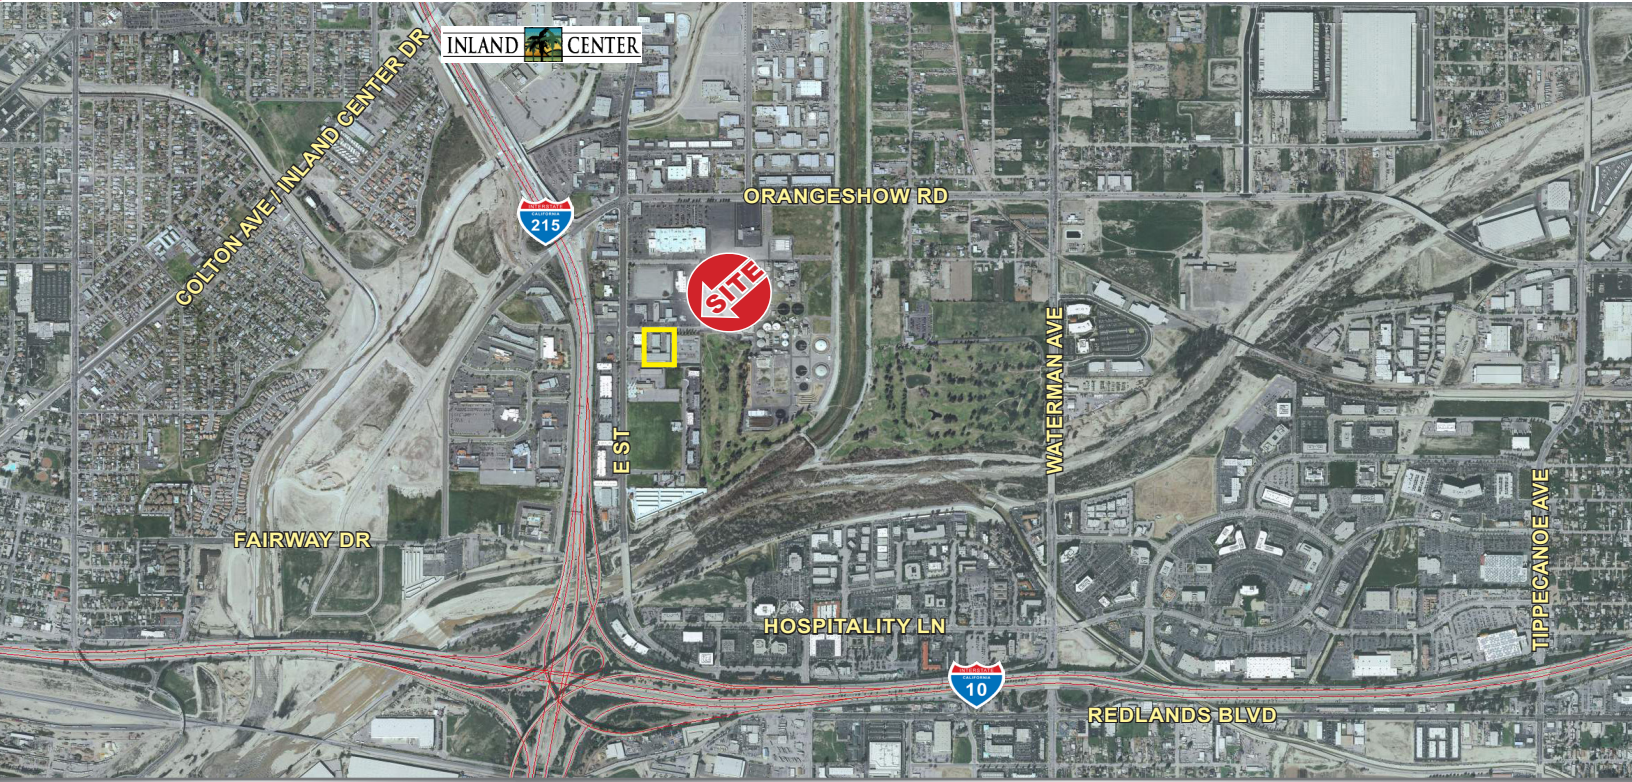 INLAND CENTER
COLTON AVE / INLAND CENTER DR
ORANGESHOW RD
INTERSTATE
CALIFORNIA
215
SITE
WATERMAN AVE
E ST
TIPPECANOE AVE
FAIRWAY DR
HOSPITALITY LN
INTERSTATE
CALIFORNIA
10
REDLANDS BLVD